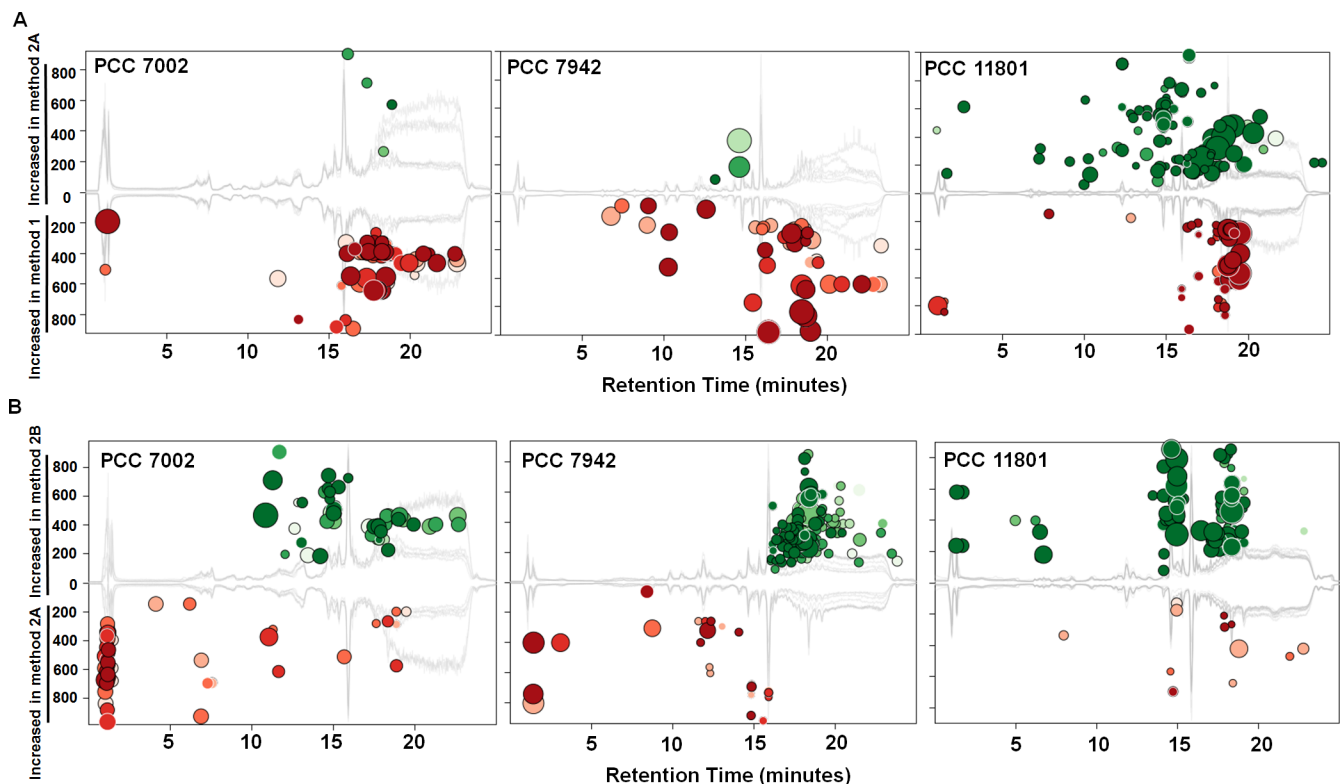 A
Increased in method 2A
Increased in method 1
800
600
400
200
0
200
400
600
800
PCC 7002
PCC 7942
PCC 11801
5 10 15 20
5 10 15 20
5 10 15 20
Retention Time (minutes)
B
Increased in method 2B
Increased in method 2A
800
600
400
200
0
200
400
600
800
PCC 7002
PCC 7942
PCC 11801
5 10 15 20
5 10 15 20
5 10 15 20
Retention Time (minutes)